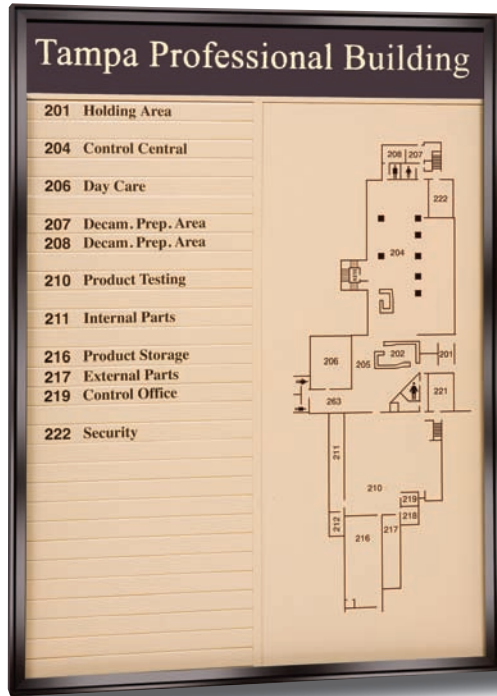 Tampa Professional Building
201 Holding Area
204 Control Central
206 Day Care
207 Decam. Prep. Area
208 Decam. Prep. Area
210 Product Testing
211 Internal Parts
216 Product Storage
217 External Parts
219 Control Office
222 Security
208 207
222
204
206
205
202
201
221
263
211
210
219
218
212
216
217